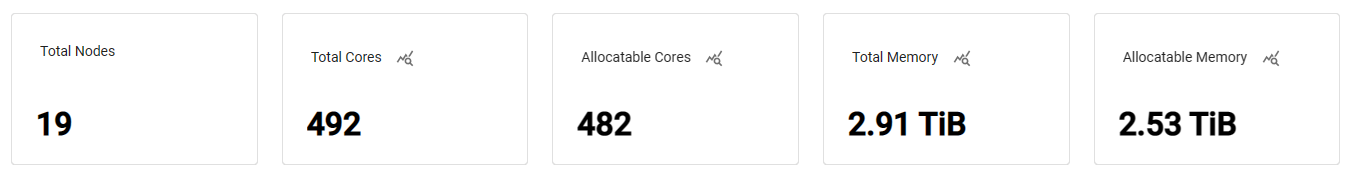 Total Nodes
19
Total Cores
492
Allocatable Cores
482
Total Memory
2.91 TiB
Allocatable Memory
2.53 TiB